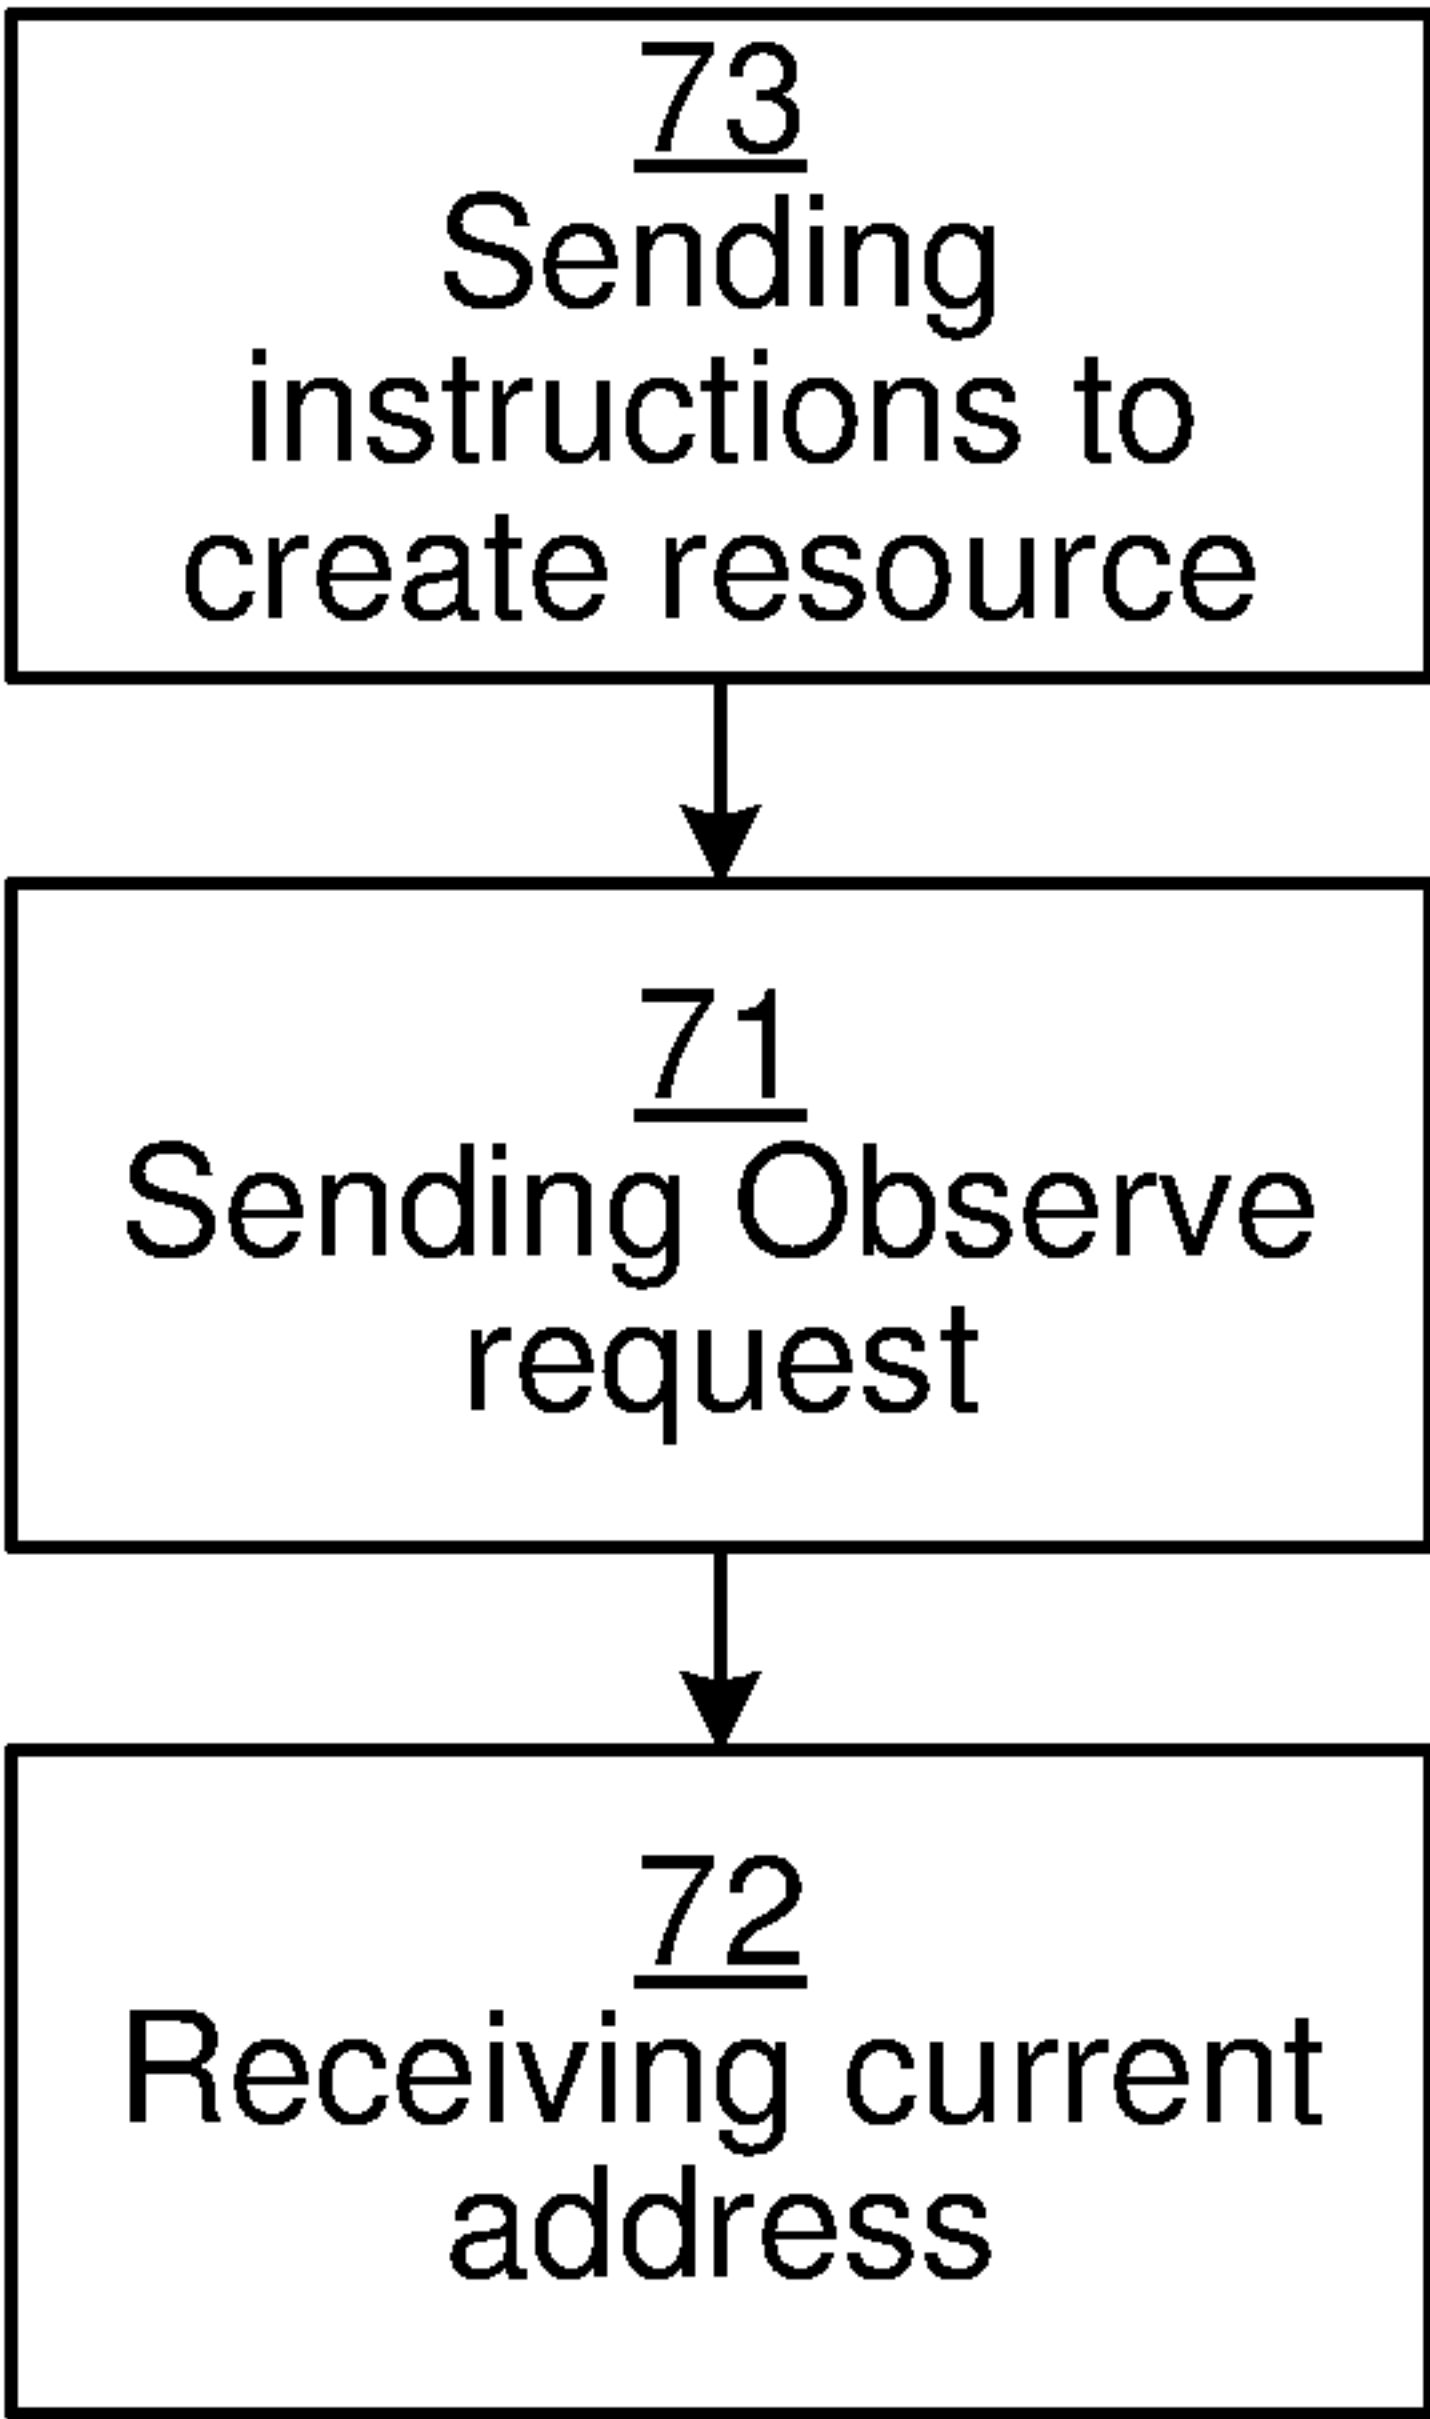 73
Sending
instructions to
create resource
71
Sending Observe
request
72
Receiving current
address